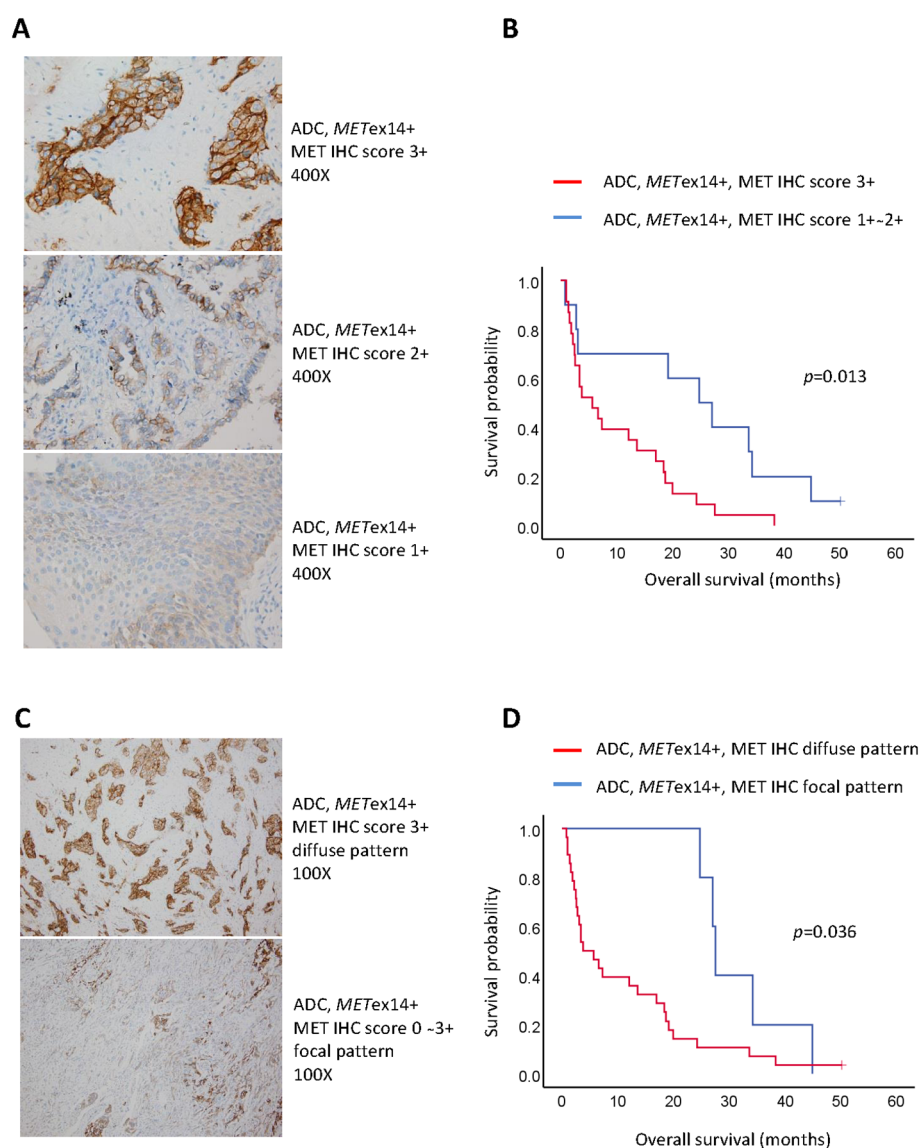 A
ADC, METex14+
MET IHC score 3+
400X
ADC, METex14+
MET IHC score 2+
400X
ADC, METex14+
MET IHC score 1+
400X
B
ADC, METex14+, MET IHC score 3+
ADC, METex14+, MET IHC score 1+~2+
Survival probability
1.0
0.8
0.6
0.4
0.2
0.0
p=0.013
0 10 20 30 40 50 60
Overall survival (months)
C
ADC, METex14+
MET IHC score 3+
diffuse pattern
100X
ADC, METex14+
MET IHC score 0 ~3+
focal pattern
100X
D
ADC, METex14+, MET IHC diffuse pattern
ADC, METex14+, MET IHC focal pattern
Survival probability
1.0
0.8
0.6
0.4
0.2
0.0
p=0.036
0 10 20 30 40 50 60
Overall survival (months)